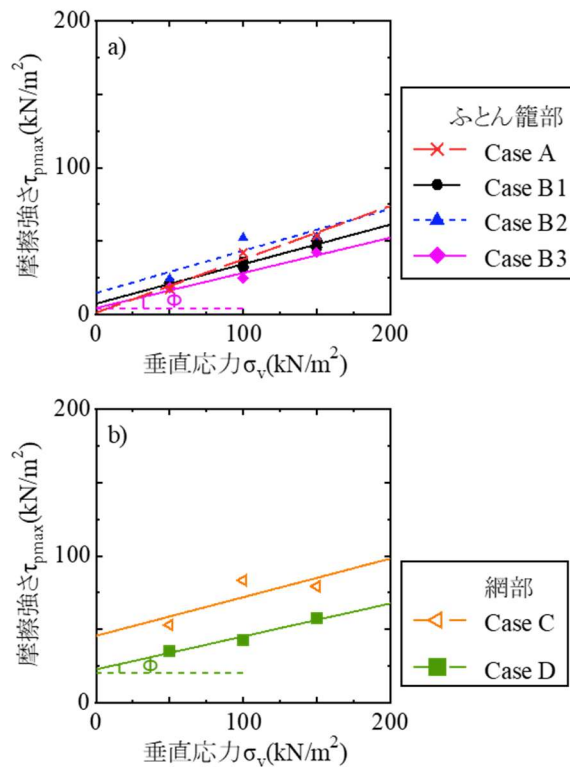 200
a)
摩擦強さτpmax(kN/m²)
100
0
0
100
200
Φ
垂直応力σv(kN/m²)
ふとん籠部
Case A
Case B1
Case B2
Case B3
200
b)
摩擦強さτpmax(kN/m²)
100
0
0
100
200
Φ
垂直応力σv(kN/m²)
網部
Case C
Case D